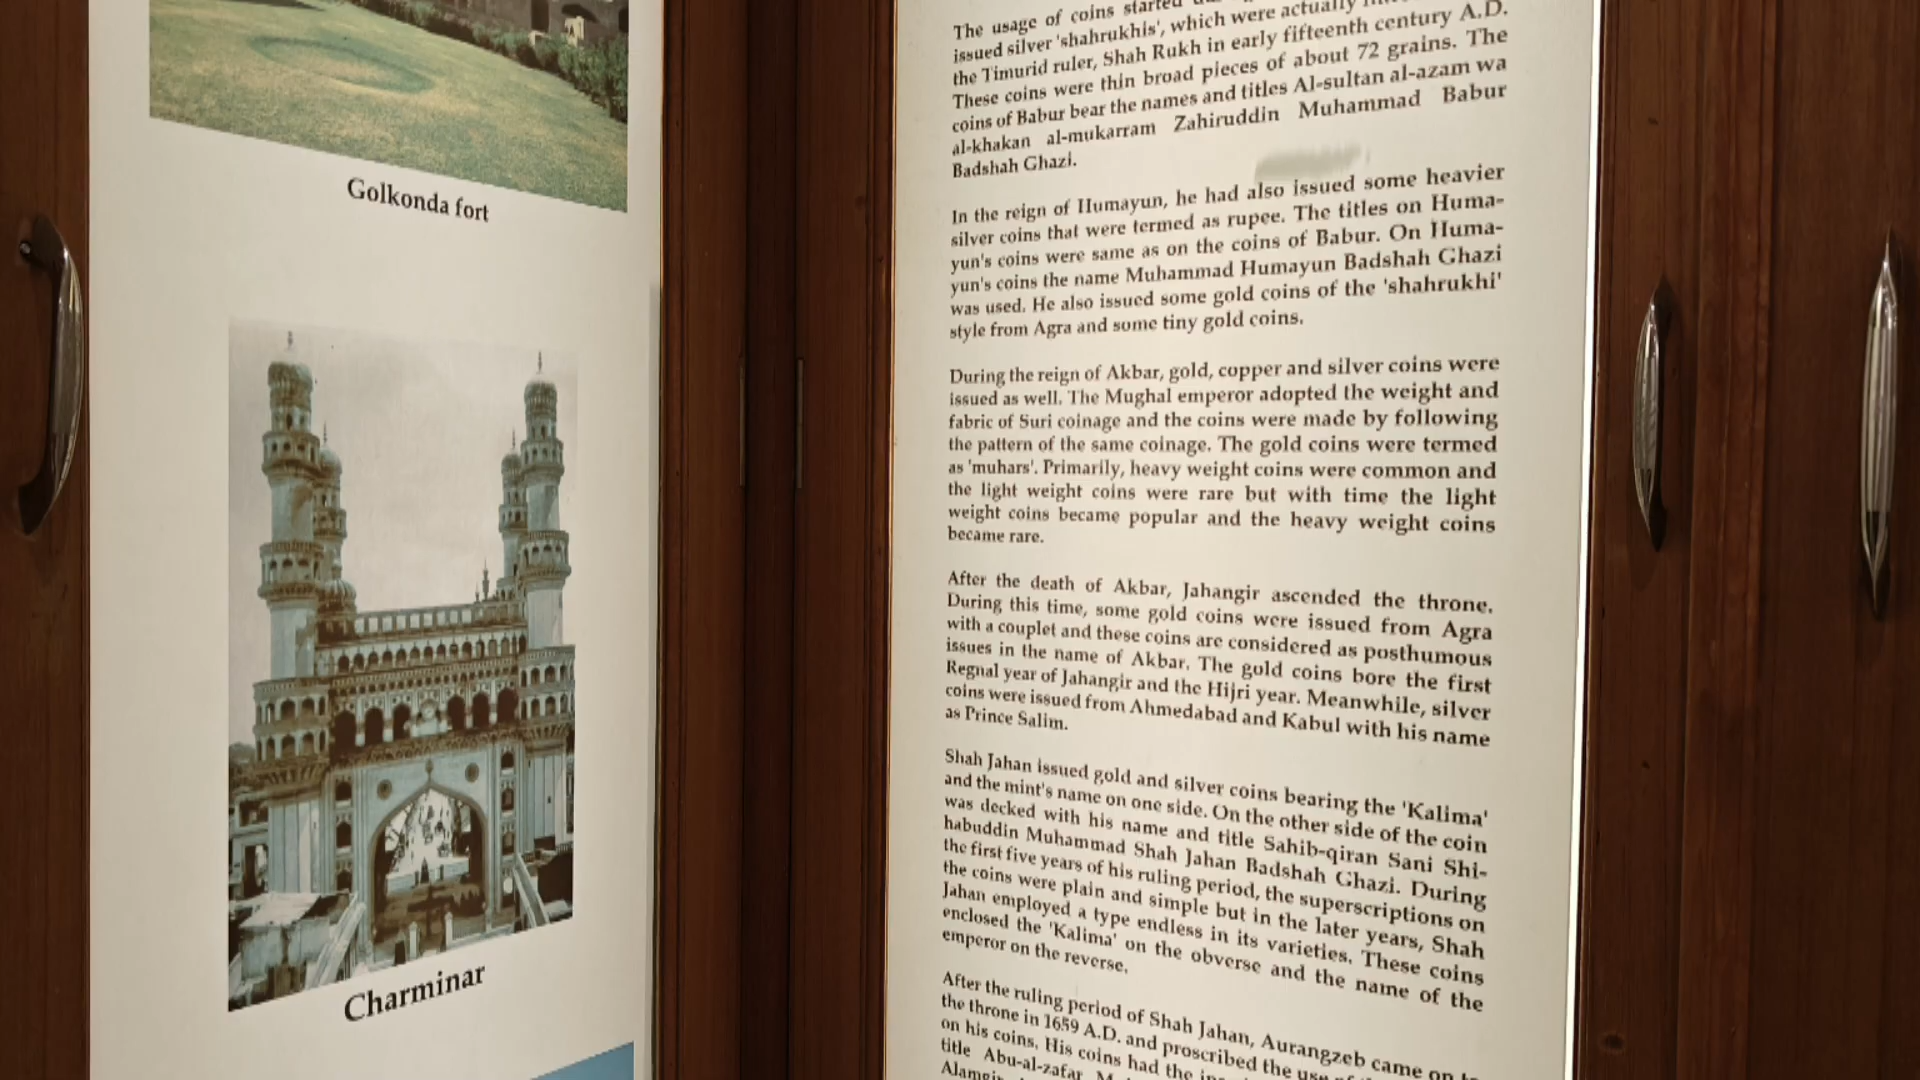 Golkonda fort
Charminar
The usage of coins started
issued silver 'shahrukhis', which were actually
the Timurid ruler, Shah Rukh in early fifteenth century A.D.
These coins were thin broad pieces of about 72 grains. The
coins of Babur bear the names and titles Al-sultan al-azam wa
al-khakan al-mukarram Zahiruddin Muhammad Babur
Badshah Ghazi.
In the reign of Humayun, he had also issued some heavier
silver coins that were termed as rupee. The titles on Huma-
yun's coins were same as on the coins of Babur. On Huma-
yun's coins the name Muhammad Humayun Badshah Ghazi
was used. He also issued some gold coins of the 'shahrukhi'
style from Agra and some tiny gold coins.
During the reign of Akbar, gold, copper and silver coins were
issued as well. The Mughal emperor adopted the weight and
fabric of Suri coinage and the coins were made by following
the pattern of the same coinage. The gold coins were termed
as 'muhars'. Primarily, heavy weight coins were common and
the light weight coins were rare but with time the light
weight coins became popular and the heavy weight coins
became rare.
After the death of Akbar, Jahangir ascended the throne.
During this time, some gold coins were issued from Agra
with a couplet and these coins are considered as posthumous
issues in the name of Akbar. The gold coins bore the first
Regnal year of Jahangir and the Hijri year. Meanwhile, silver
coins were issued from Ahmedabad and Kabul with his name
as Prince Salim.
Shah Jahan issued gold and silver coins bearing the 'Kalima'
and the mint's name on one side. On the other side of the coin
was decked with his name and title Sahib-qiran Sani Shi-
habuddin Muhammad Shah Jahan Badshah Ghazi. During
the first five years of his ruling period, the superscriptions on
the coins were plain and simple but in the later years, Shah
Jahan employed a type endless in its varieties. These coins
enclosed the 'Kalima' on the obverse and the name of the
emperor on the reverse.
After the ruling period of Shah Jahan, Aurangzeb came on
the throne in 1659 A.D. and proscribed the use
on his coins. His coins had the
title Abu-al-zafar
Alamgir